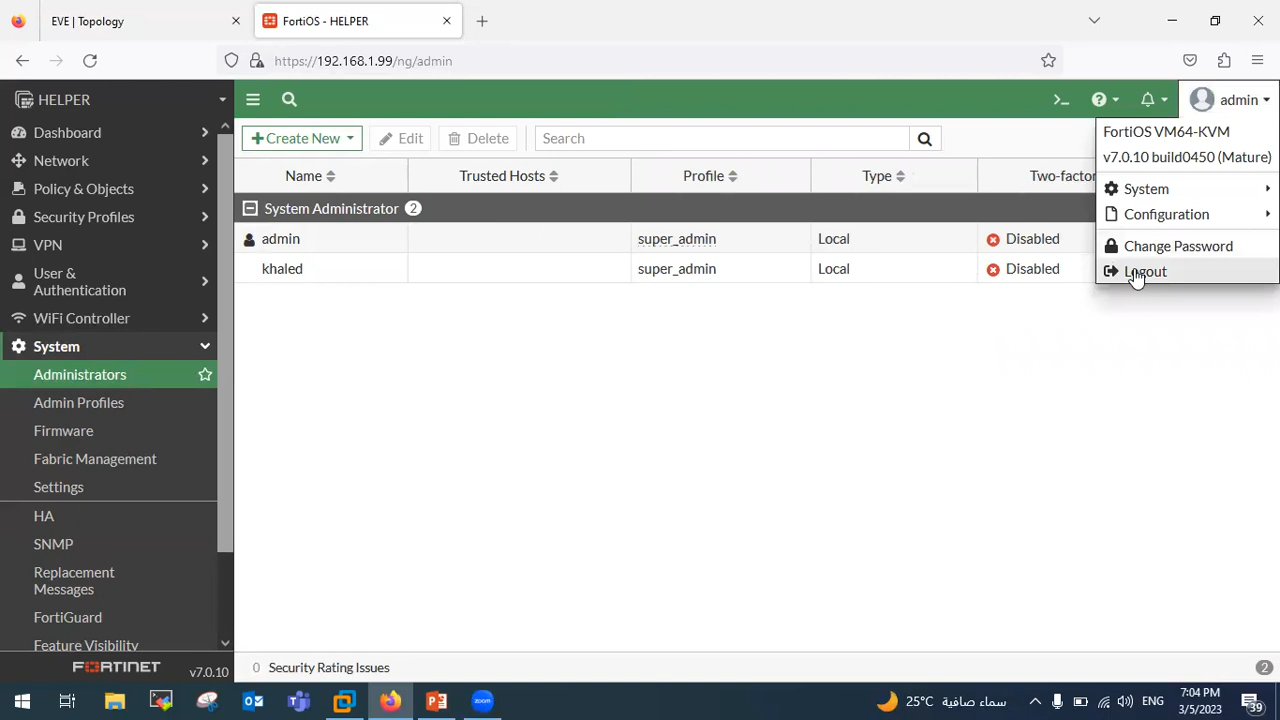 EVE | Topology
FortiOS - HELPER
https://192.168.1.99/ng/admin
HELPER
admin
Dashboard
Network
Policy & Objects
Security Profiles
VPN
User &
Authentication
WiFi Controller
System
Administrators
Admin Profiles
Firmware
Fabric Management
Settings
HA
SNMP
Replacement
Messages
FortiGuard
Feature Visibility
FORTINET
v7.0.10
Create New
Edit
Delete
Search
Name
Trusted Hosts
Profile
Type
Two-factor
System Administrator 2
admin super_admin Local Disabled
khaled super_admin Local Disabled
FortiOS VM64-KVM
v7.0.10 build0450 (Mature)
System
Configuration
Change Password
Logout
0 Security Rating Issues
2
25°C سماء صافية
ENG
7:04 PM
3/5/2023
39